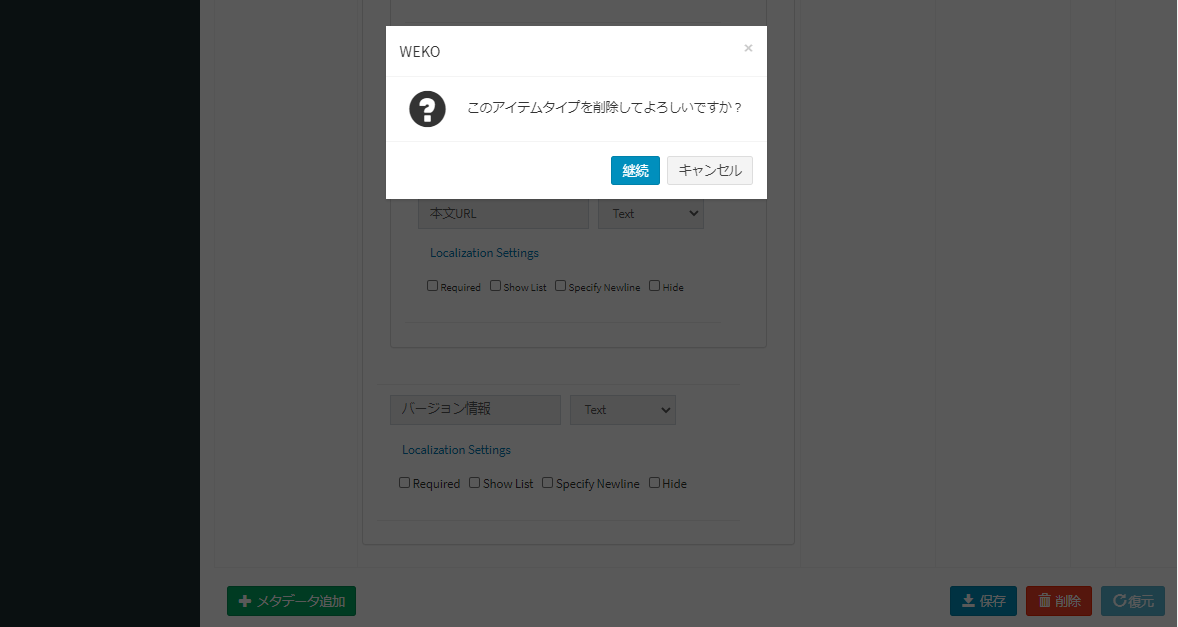 WEKO
×
このアイテムタイプを削除してよろしいですか？
継続 キャンセル
本文URL Text
Localization Settings
Required Show List Specify Newline Hide
バージョン情報 Text
Localization Settings
Required Show List Specify Newline Hide
メタデータ追加 保存 削除 復元